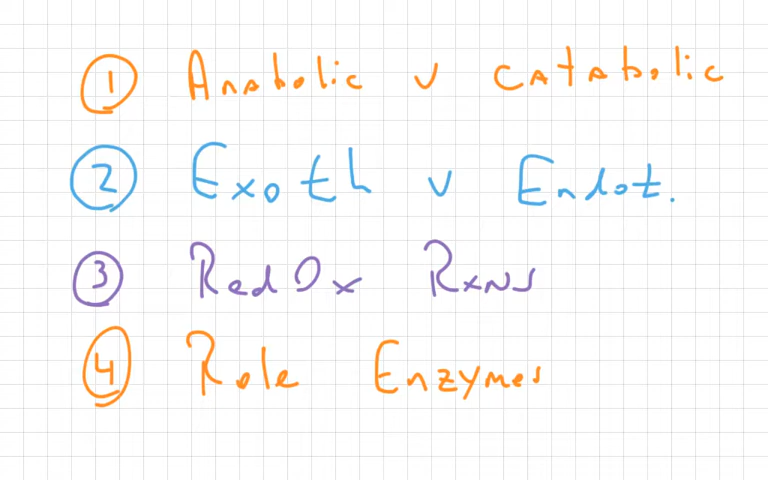 1 Anabolic v catabolic
2 Exoth v Endot.
3 RedOx Rxns
4 Role Enzymes